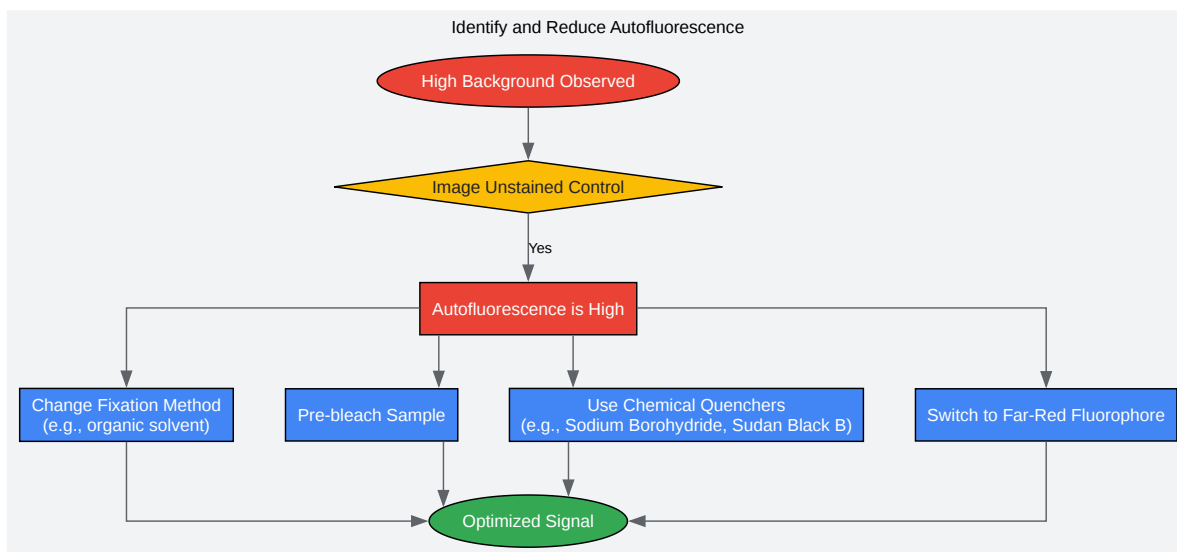 Identify and Reduce Autofluorescence
High Background Observed
Image Unstained Control
Yes
Autofluorescence is High
Change Fixation Method
(e.g., organic solvent)
Pre-bleach Sample
Use Chemical Quenchers
(e.g., Sodium Borohydride, Sudan Black B)
Switch to Far-Red Fluorophore
Optimized Signal